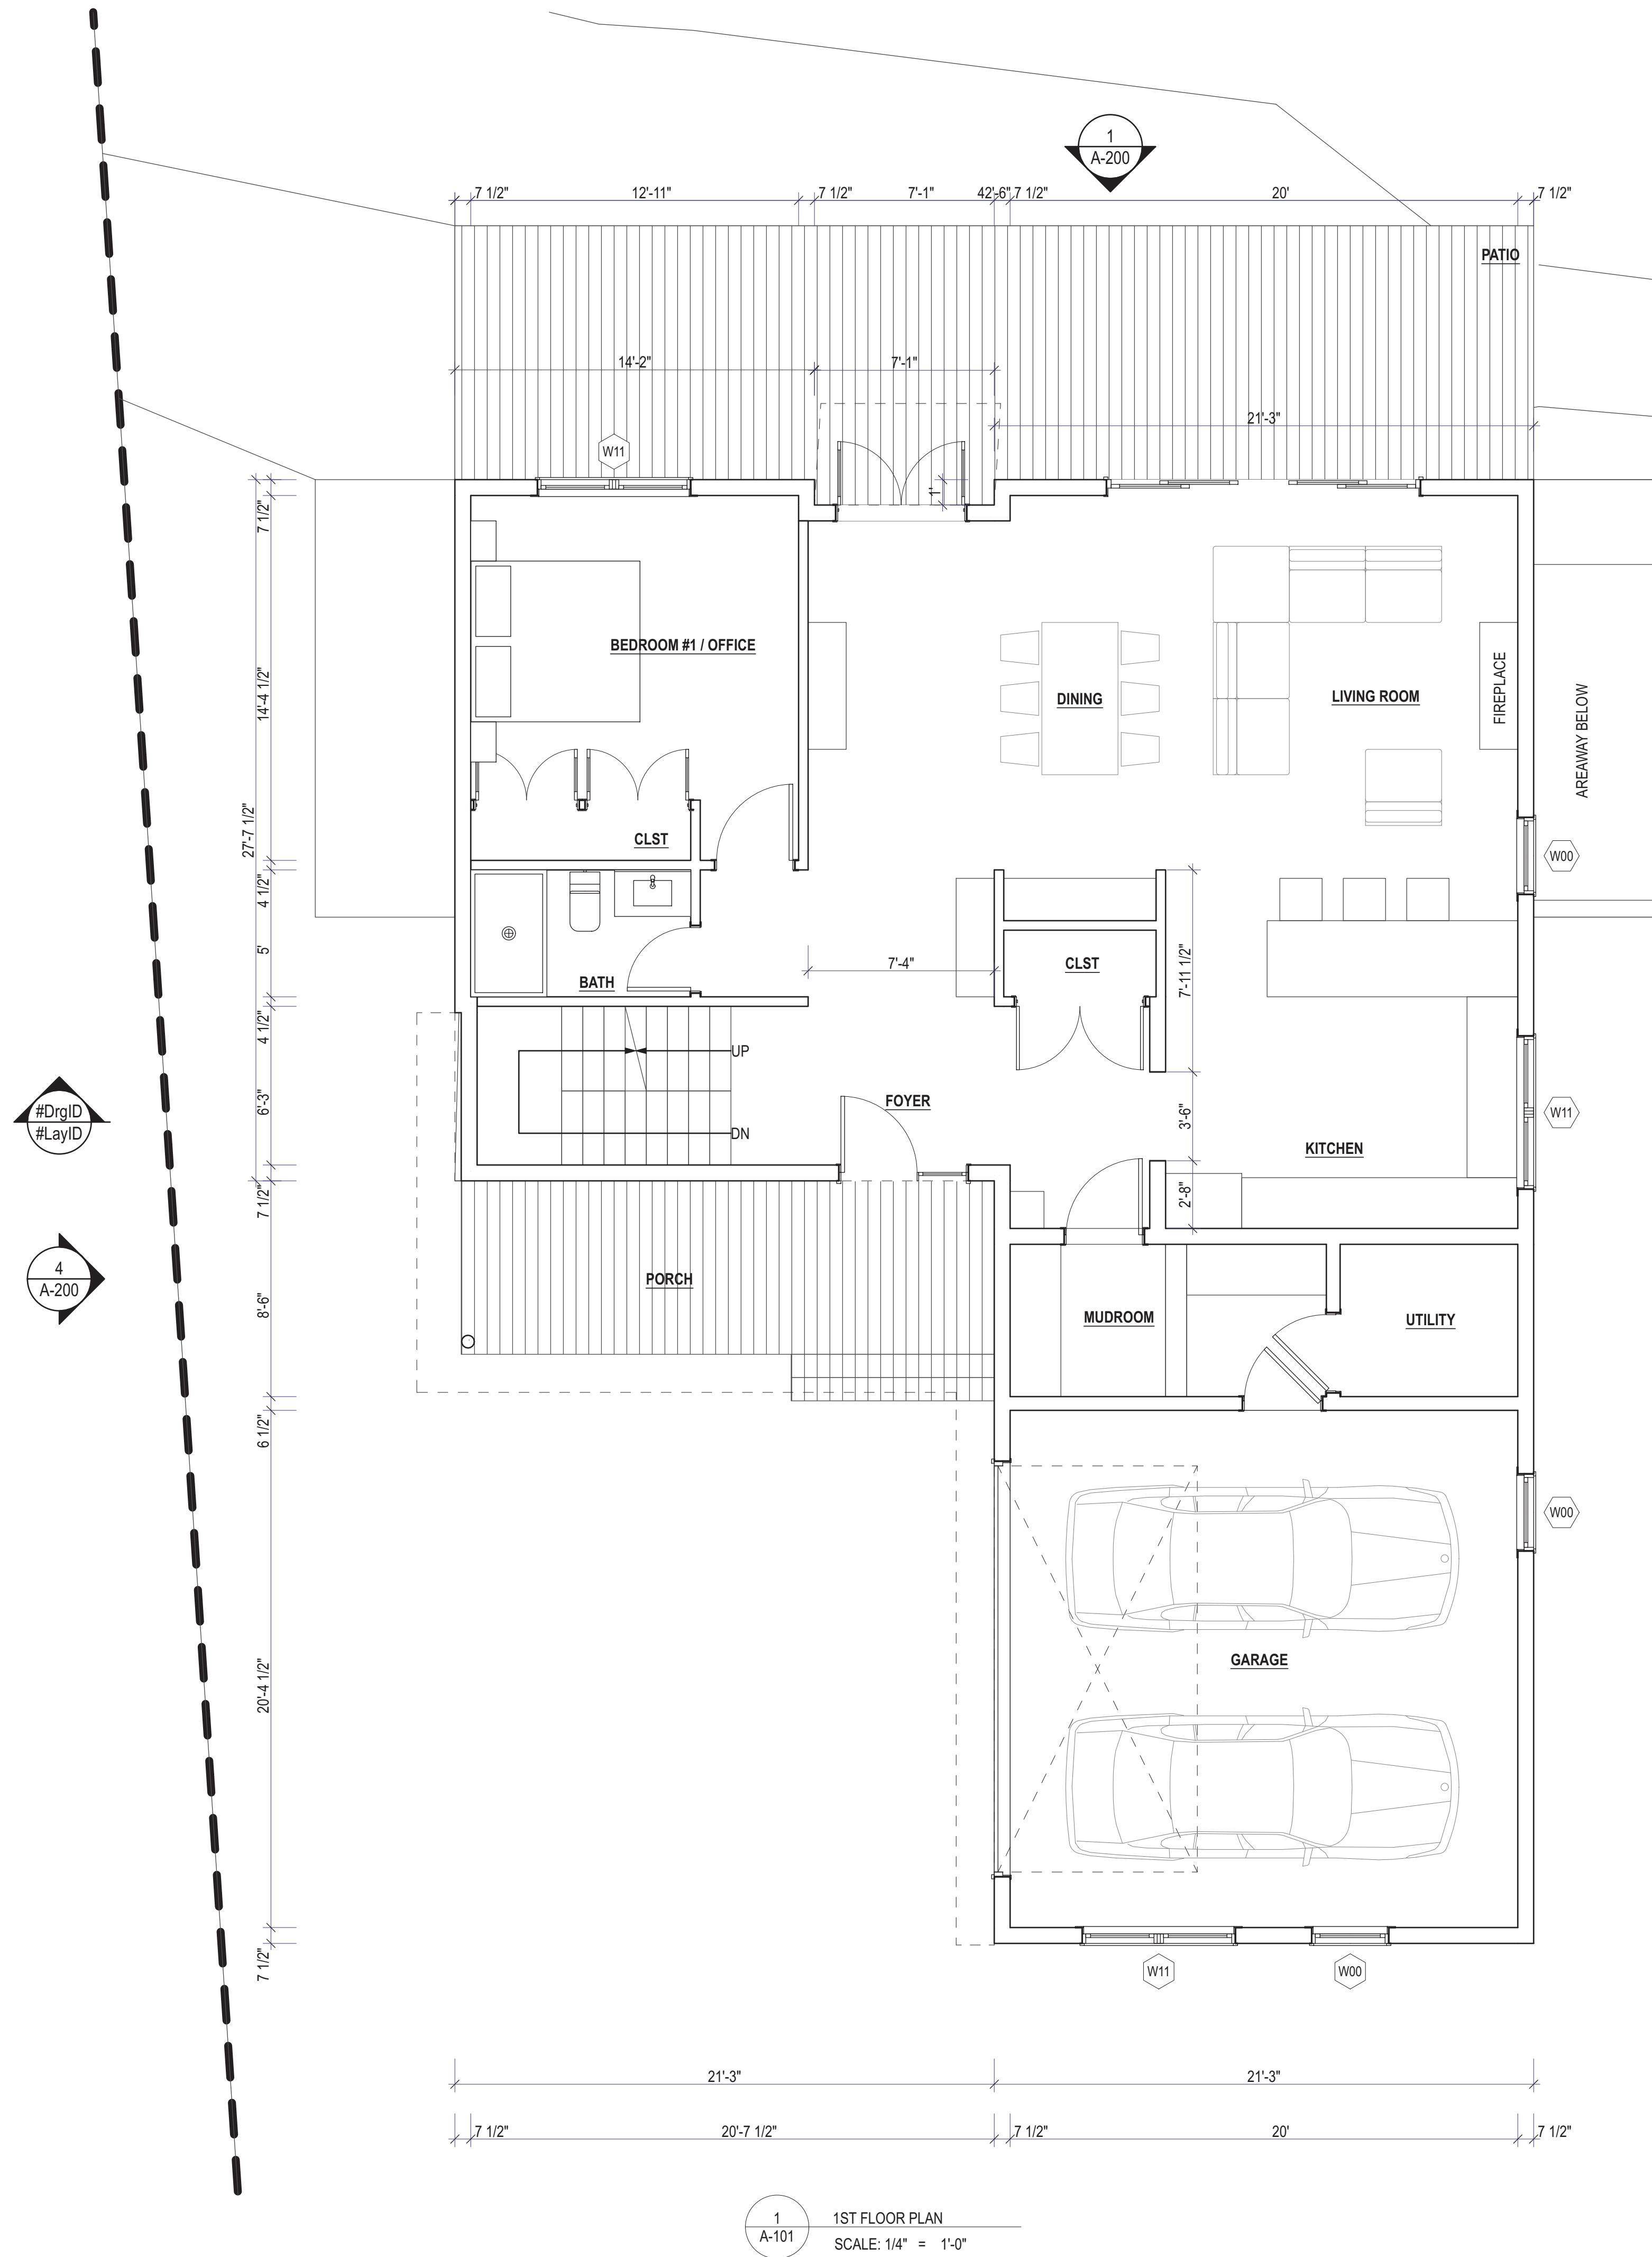 1
A-200
7 1/2"
12'-11"
7 1/2"
7'-1"
42'-6"
7 1/2"
20'
7 1/2"
PATIO
14'-2"
7'-1"
21'-3"
W11
1'
7 1/2"
BEDROOM #1 / OFFICE
14'-4 1/2"
DINING
LIVING ROOM
FIREPLACE
AREAWAY BELOW
27'-7 1/2"
CLST
W00
4 1/2"
5'
BATH
7'-4"
CLST
7'-11 1/2"
4 1/2"
UP
6'-3"
FOYER
DN
3'-6"
KITCHEN
W11
#DrgID
#LayID
7 1/2"
2'-8"
4
A-200
8'-6"
PORCH
MUDROOM
UTILITY
6 1/2"
W00
20'-4 1/2"
GARAGE
7 1/2"
W11
W00
21'-3"
21'-3"
7 1/2"
20'-7 1/2"
7 1/2"
20'
7 1/2"
1
A-101
1ST FLOOR PLAN
SCALE: 1/4" = 1'-0"